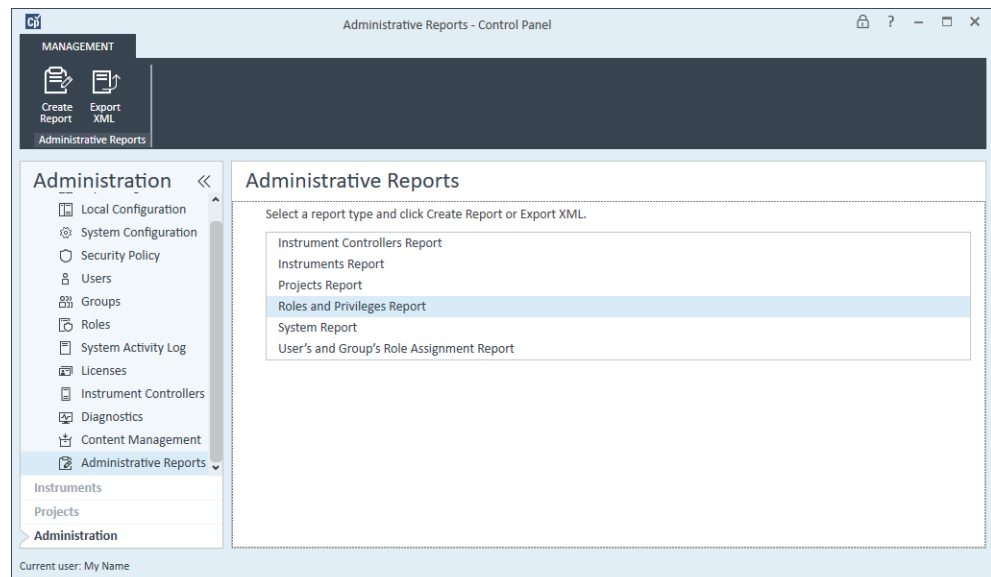 Administrative Reports - Control Panel
MANAGEMENT
Create Report
Export XML
Administrative Reports
Administration
Local Configuration
System Configuration
Security Policy
Users
Groups
Roles
System Activity Log
Licenses
Instrument Controllers
Diagnostics
Content Management
Administrative Reports
Instruments
Projects
Administration
Administrative Reports
Select a report type and click Create Report or Export XML.
Instrument Controllers Report
Instruments Report
Projects Report
Roles and Privileges Report
System Report
User's and Group's Role Assignment Report
Current user: My Name